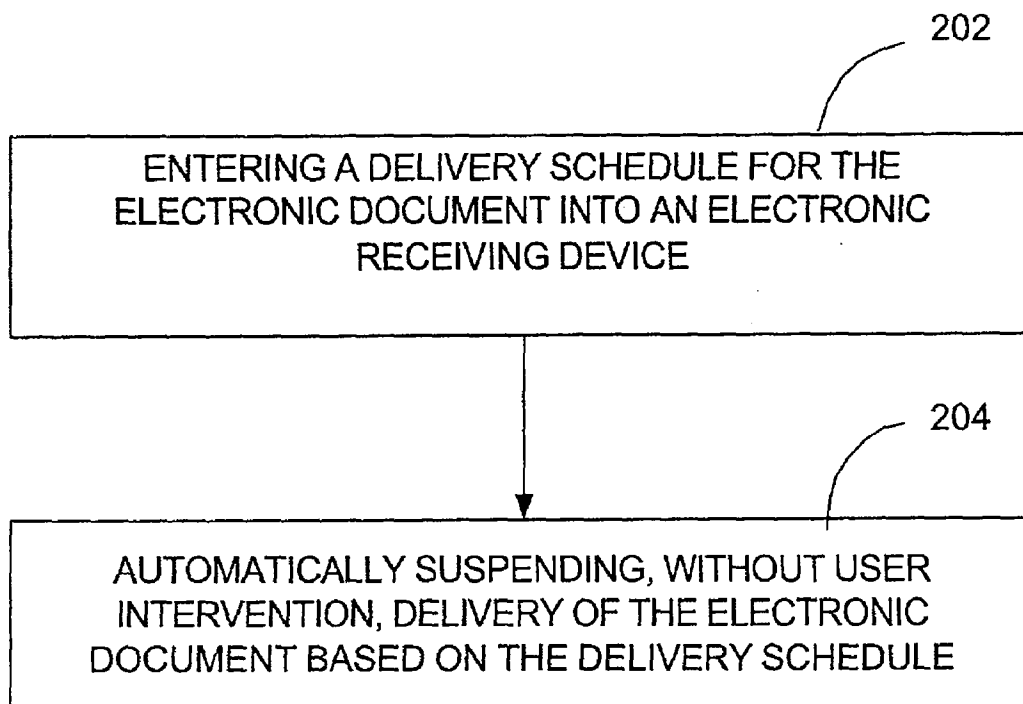 202
ENTERING A DELIVERY SCHEDULE FOR THE
ELECTRONIC DOCUMENT INTO AN ELECTRONIC
RECEIVING DEVICE
204
AUTOMATICALLY SUSPENDING, WITHOUT USER
INTERVENTION, DELIVERY OF THE ELECTRONIC
DOCUMENT BASED ON THE DELIVERY SCHEDULE